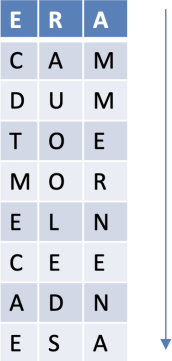 E R A
C A M
D U M
T O E
M O R
E L N
C E E
A D N
E S A